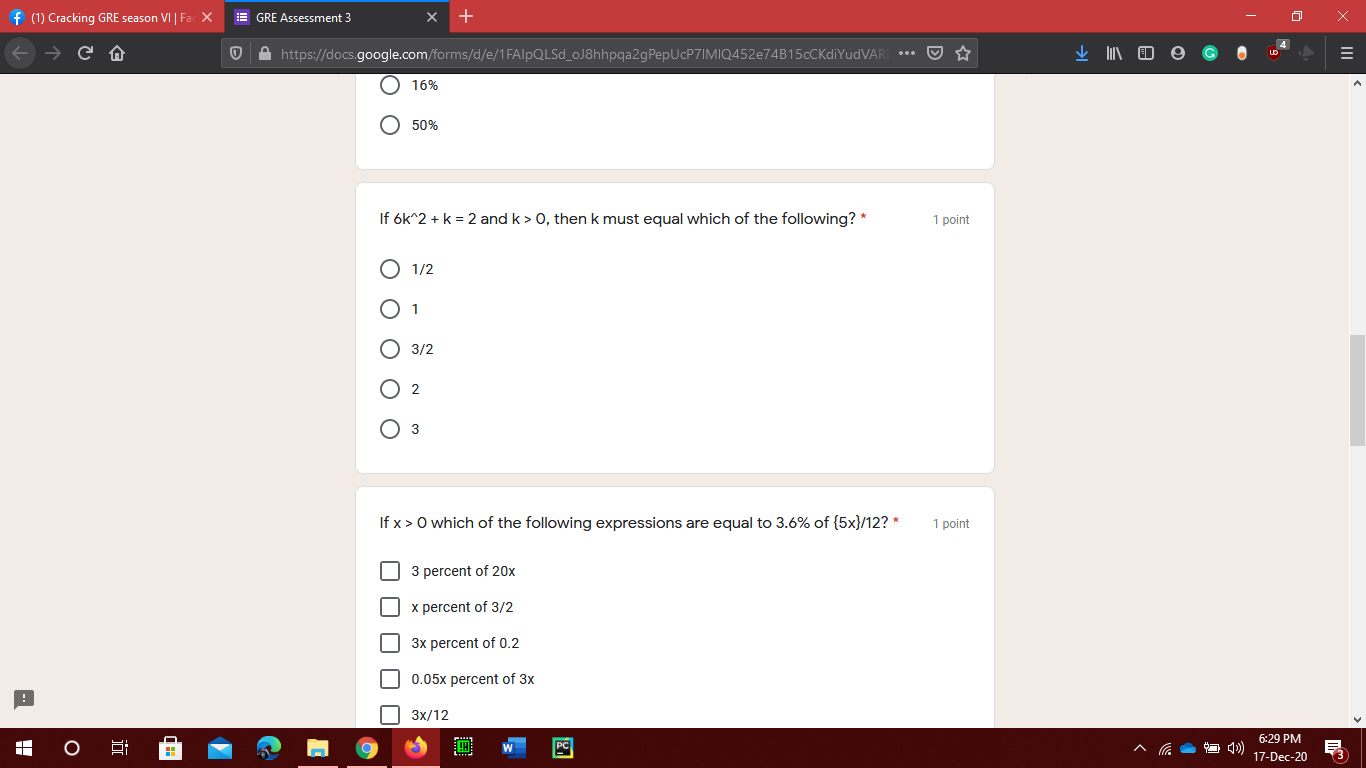 (1) Cracking GRE season VI | Fac
GRE Assessment 3
https://docs.google.com/forms/d/e/1FAIpQLSd_oJ8hhpqa2gPepUcP7IMIQ452e74B15cCKdiYudVAR
4
16%
50%
If 6k^2 + k = 2 and k > 0, then k must equal which of the following? *
1 point
1/2
1
3/2
2
3
If x > 0 which of the following expressions are equal to 3.6% of {5x}/12? *
1 point
3 percent of 20x
x percent of 3/2
3x percent of 0.2
0.05x percent of 3x
3x/12
6:29 PM
17-Dec-20
3